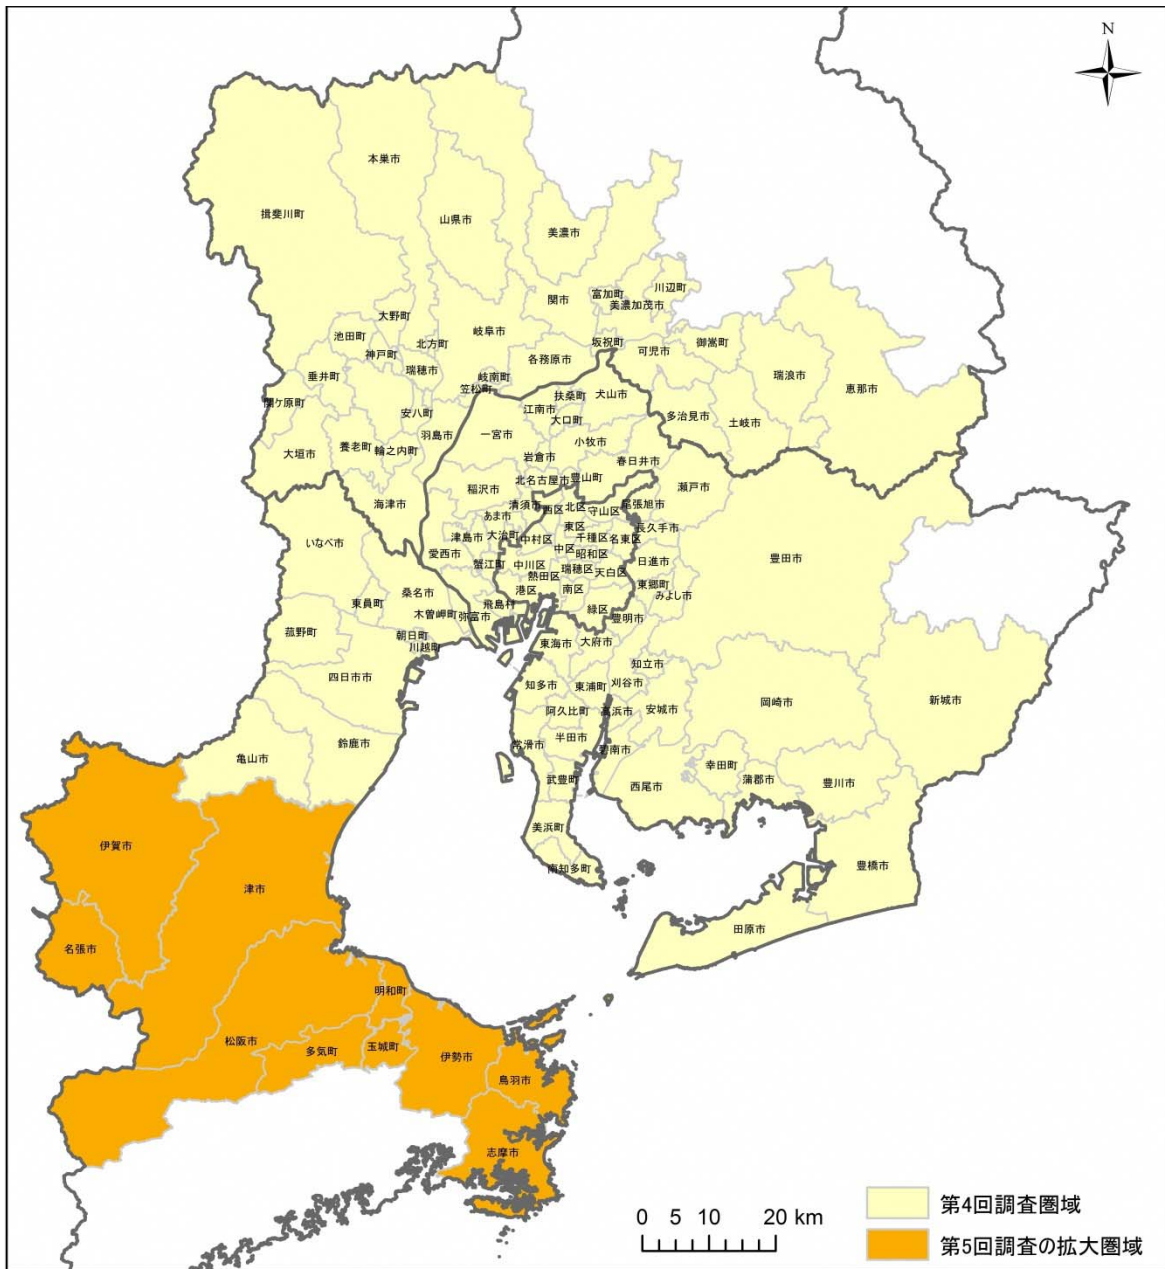 N
本巣市
揖斐川町
山県市
美濃市
関市
富加町
川辺町
美濃加茂市
大野町
池田町
北方町
岐阜市
坂祝町
御嵩町
神戸町
各務原市
可児市
垂井町
瑞穂市
岐南町
笠松町
瑞浪市
恵那市
関ケ原町
安八町
扶桑町
犬山市
江南市
大口町
多治見市
土岐市
大垣市
養老町
輪之内町
羽島市
一宮市
小牧市
岩倉市
春日井市
北名古屋市
豊山町
瀬戸市
海津市
稲沢市
清須市
西区
北区
守山区
尾張旭市
あま市
東区
長久手市
いなべ市
津島市
大治町
中村区
千種区
名東区
愛西市
中区
昭和区
豊田市
蟹江町
中川区
熱田区
瑞穂区
天白区
日進市
東員町
桑名市
港区
南区
東郷町
みよし市
木曽岬町
弥富市
飛島村
緑区
豊明市
菰野町
朝日町
川越町
東海市
大府市
四日市市
知立市
知多市
東浦町
刈谷市
岡崎市
新城市
阿久比町
高浜市
安城市
鈴鹿市
常滑市
半田市
碧南市
亀山市
武豊町
西尾市
幸田町
蒲郡市
豊川市
美浜町
伊賀市
南知多町
豊橋市
津市
田原市
名張市
明和町
松阪市
多気町
玉城町
伊勢市
鳥羽市
志摩市
0 5 10 20 km
第4回調査圏域
第5回調査の拡大圏域